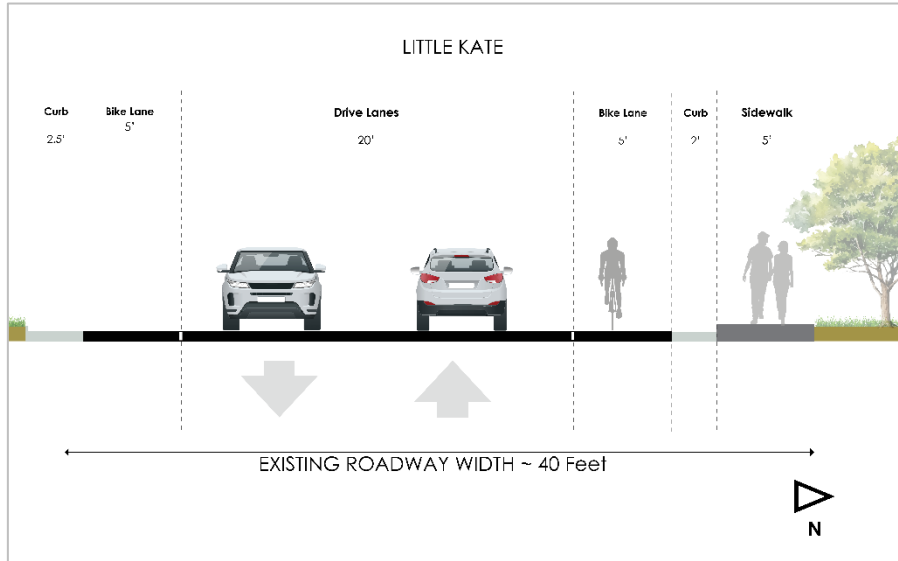 LITTLE KATE
Curb
2.5'
Bike Lane
5'
Drive Lanes
20'
Bike Lane
5'
Curb
2'
Sidewalk
5'
EXISTING ROADWAY WIDTH ~ 40 Feet
N